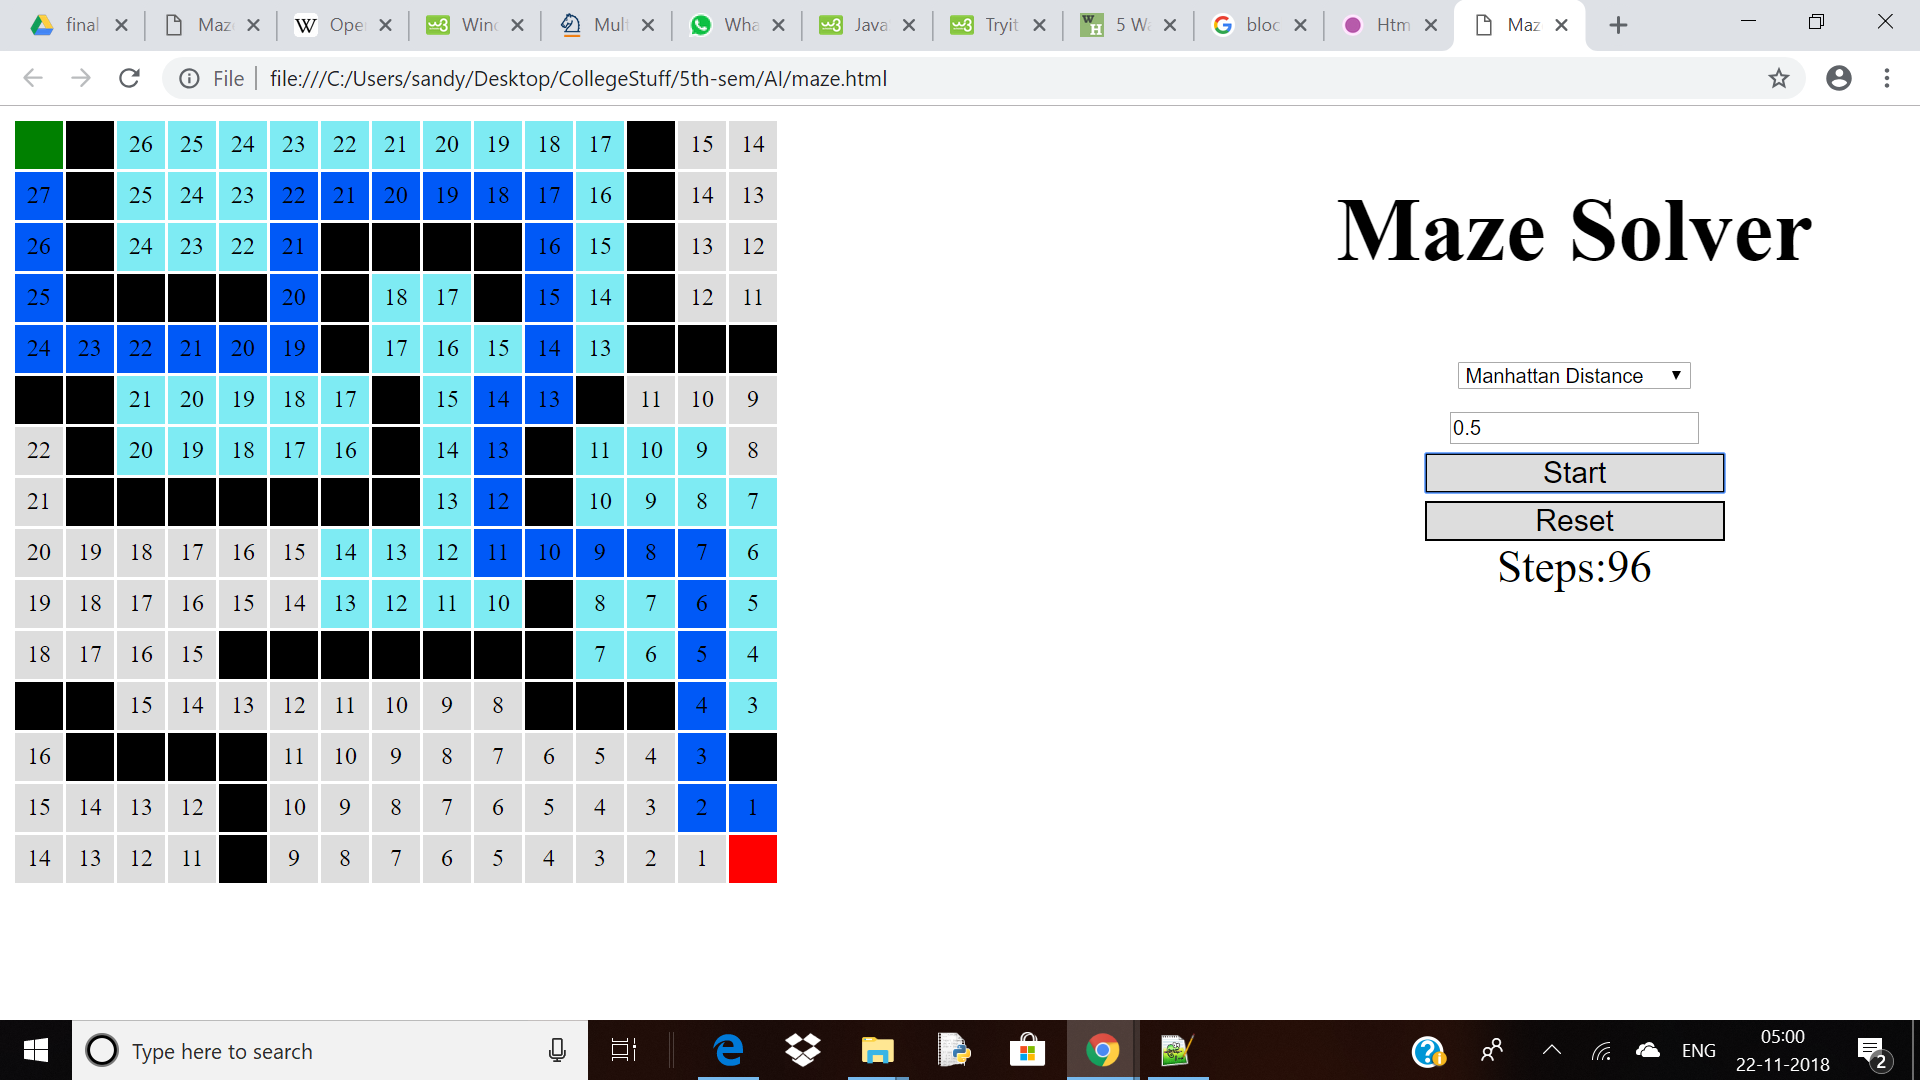 final Maz Oper Wind Mult Wha Java Tryit 5 Wa bloc Htm Maz
File file:///C:/Users/sandy/Desktop/CollegeStuff/5th-sem/AI/maze.html
26 25 24 23 22 21 20 19 18 17 15 14
27 25 24 23 22 21 20 19 18 17 16 14 13
26 24 23 22 21 16 15 13 12
25 20 18 17 15 14 12 11
24 23 22 21 20 19 17 16 15 14 13
21 20 19 18 17 15 14 13 11 10 9
22 20 19 18 17 16 14 13 11 10 9 8
21 13 12 10 9 8 7
20 19 18 17 16 15 14 13 12 11 10 9 8 7 6
19 18 17 16 15 14 13 12 11 10 8 7 6 5
18 17 16 15 7 6 5 4
15 14 13 12 11 10 9 8 4 3
16 11 10 9 8 7 6 5 4 3
15 14 13 12 10 9 8 7 6 5 4 3 2 1
14 13 12 11 9 8 7 6 5 4 3 2 1
Maze Solver
Manhattan Distance
0.5
Start
Reset
Steps:96
Type here to search
ENG
05:00
22-11-2018
2